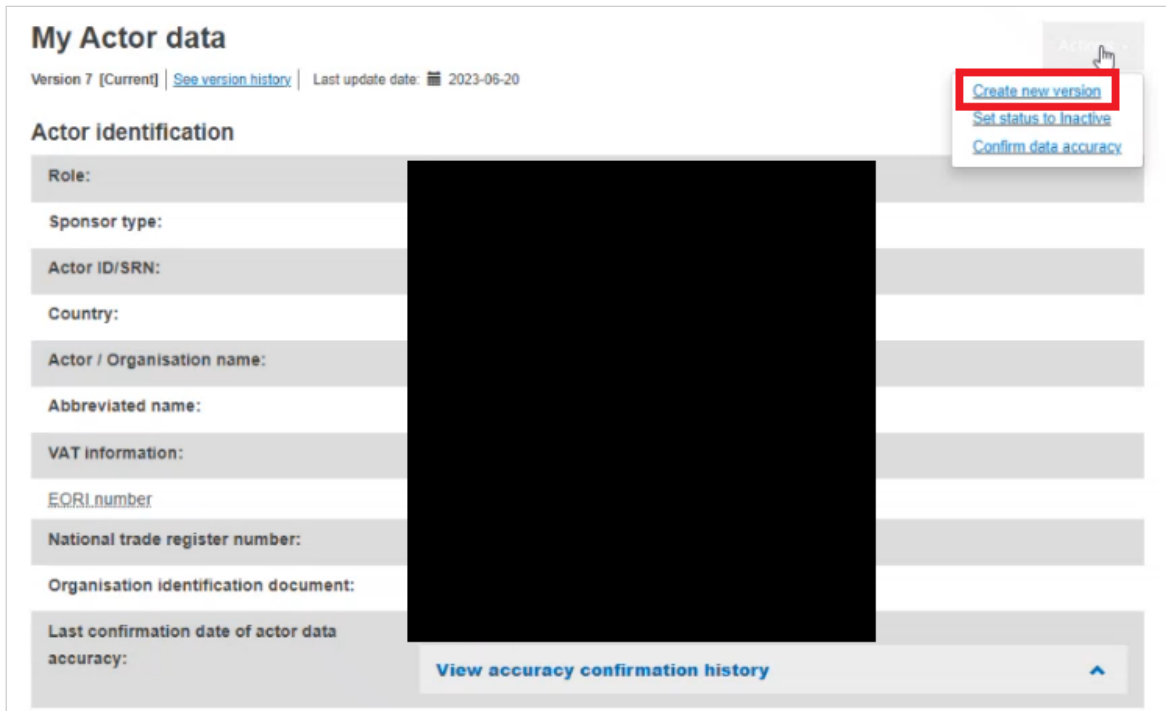 My Actor data
Actions
Version 7 [Current] See version history Last update date: 2023-06-20
Create new version
Set status to Inactive
Confirm data accuracy
Actor identification
Role:
Sponsor type:
Actor ID/SRN:
Country:
Actor / Organisation name:
Abbreviated name:
VAT information:
EORI number
National trade register number:
Organisation identification document:
Last confirmation date of actor data
accuracy:
View accuracy confirmation history